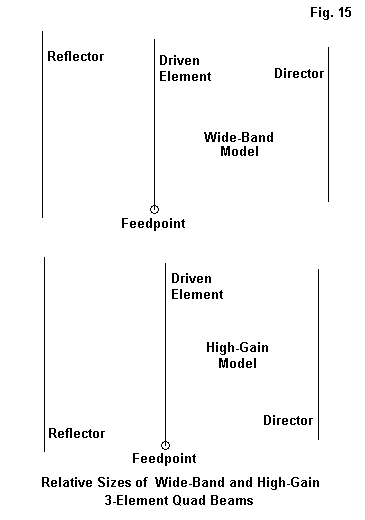 Fig. 15
Reflector
Driven
Element
Director
Wide-Band
Model
Feedpoint
Driven
Element
High-Gain
Model
Director
Reflector
Feedpoint
Relative Sizes of Wide-Band and High-Gain
3-Element Quad Beams